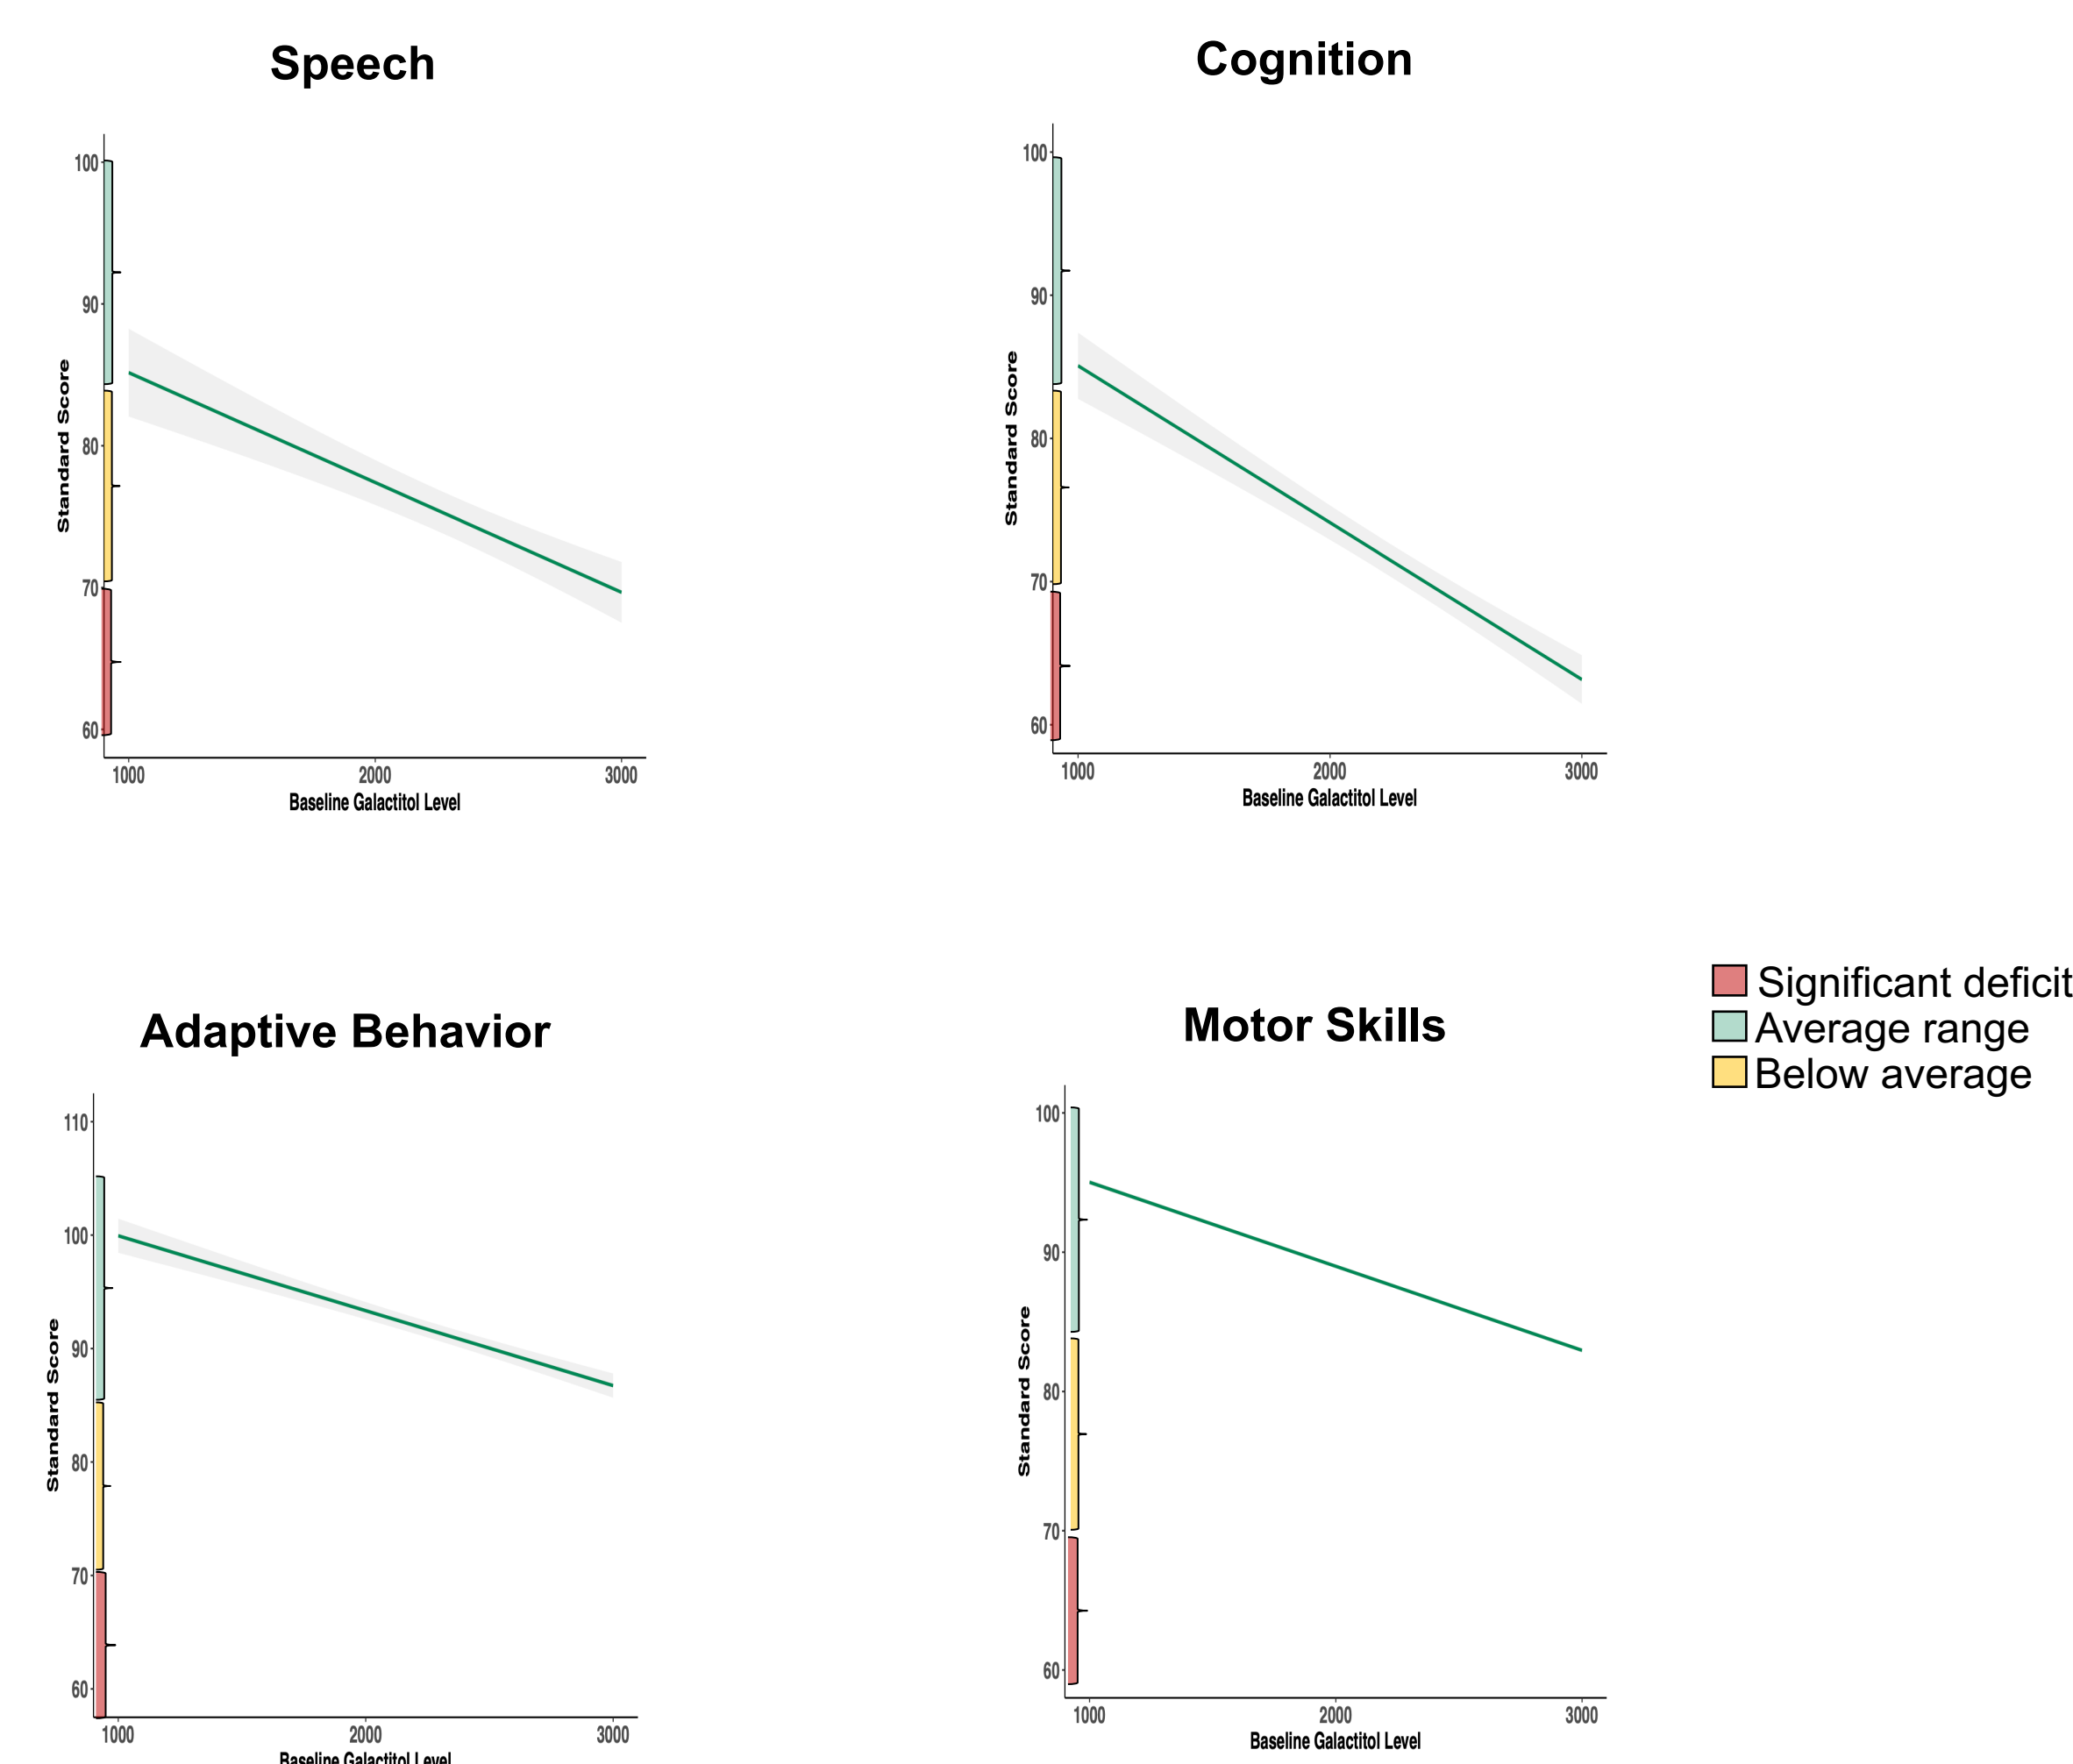 Speech
100
90
80
70
60
Standard Score
1000 2000 3000
Baseline Galactitol Level
Cognition
100
90
80
70
60
Standard Score
1000 2000 3000
Baseline Galactitol Level
Adaptive Behavior
110
100
90
80
70
60
Standard Score
1000 2000 3000
Baseline Galactitol Level
Motor Skills
100
90
80
70
60
Standard Score
1000 2000 3000
Baseline Galactitol Level
Significant deficit
Average range
Below average